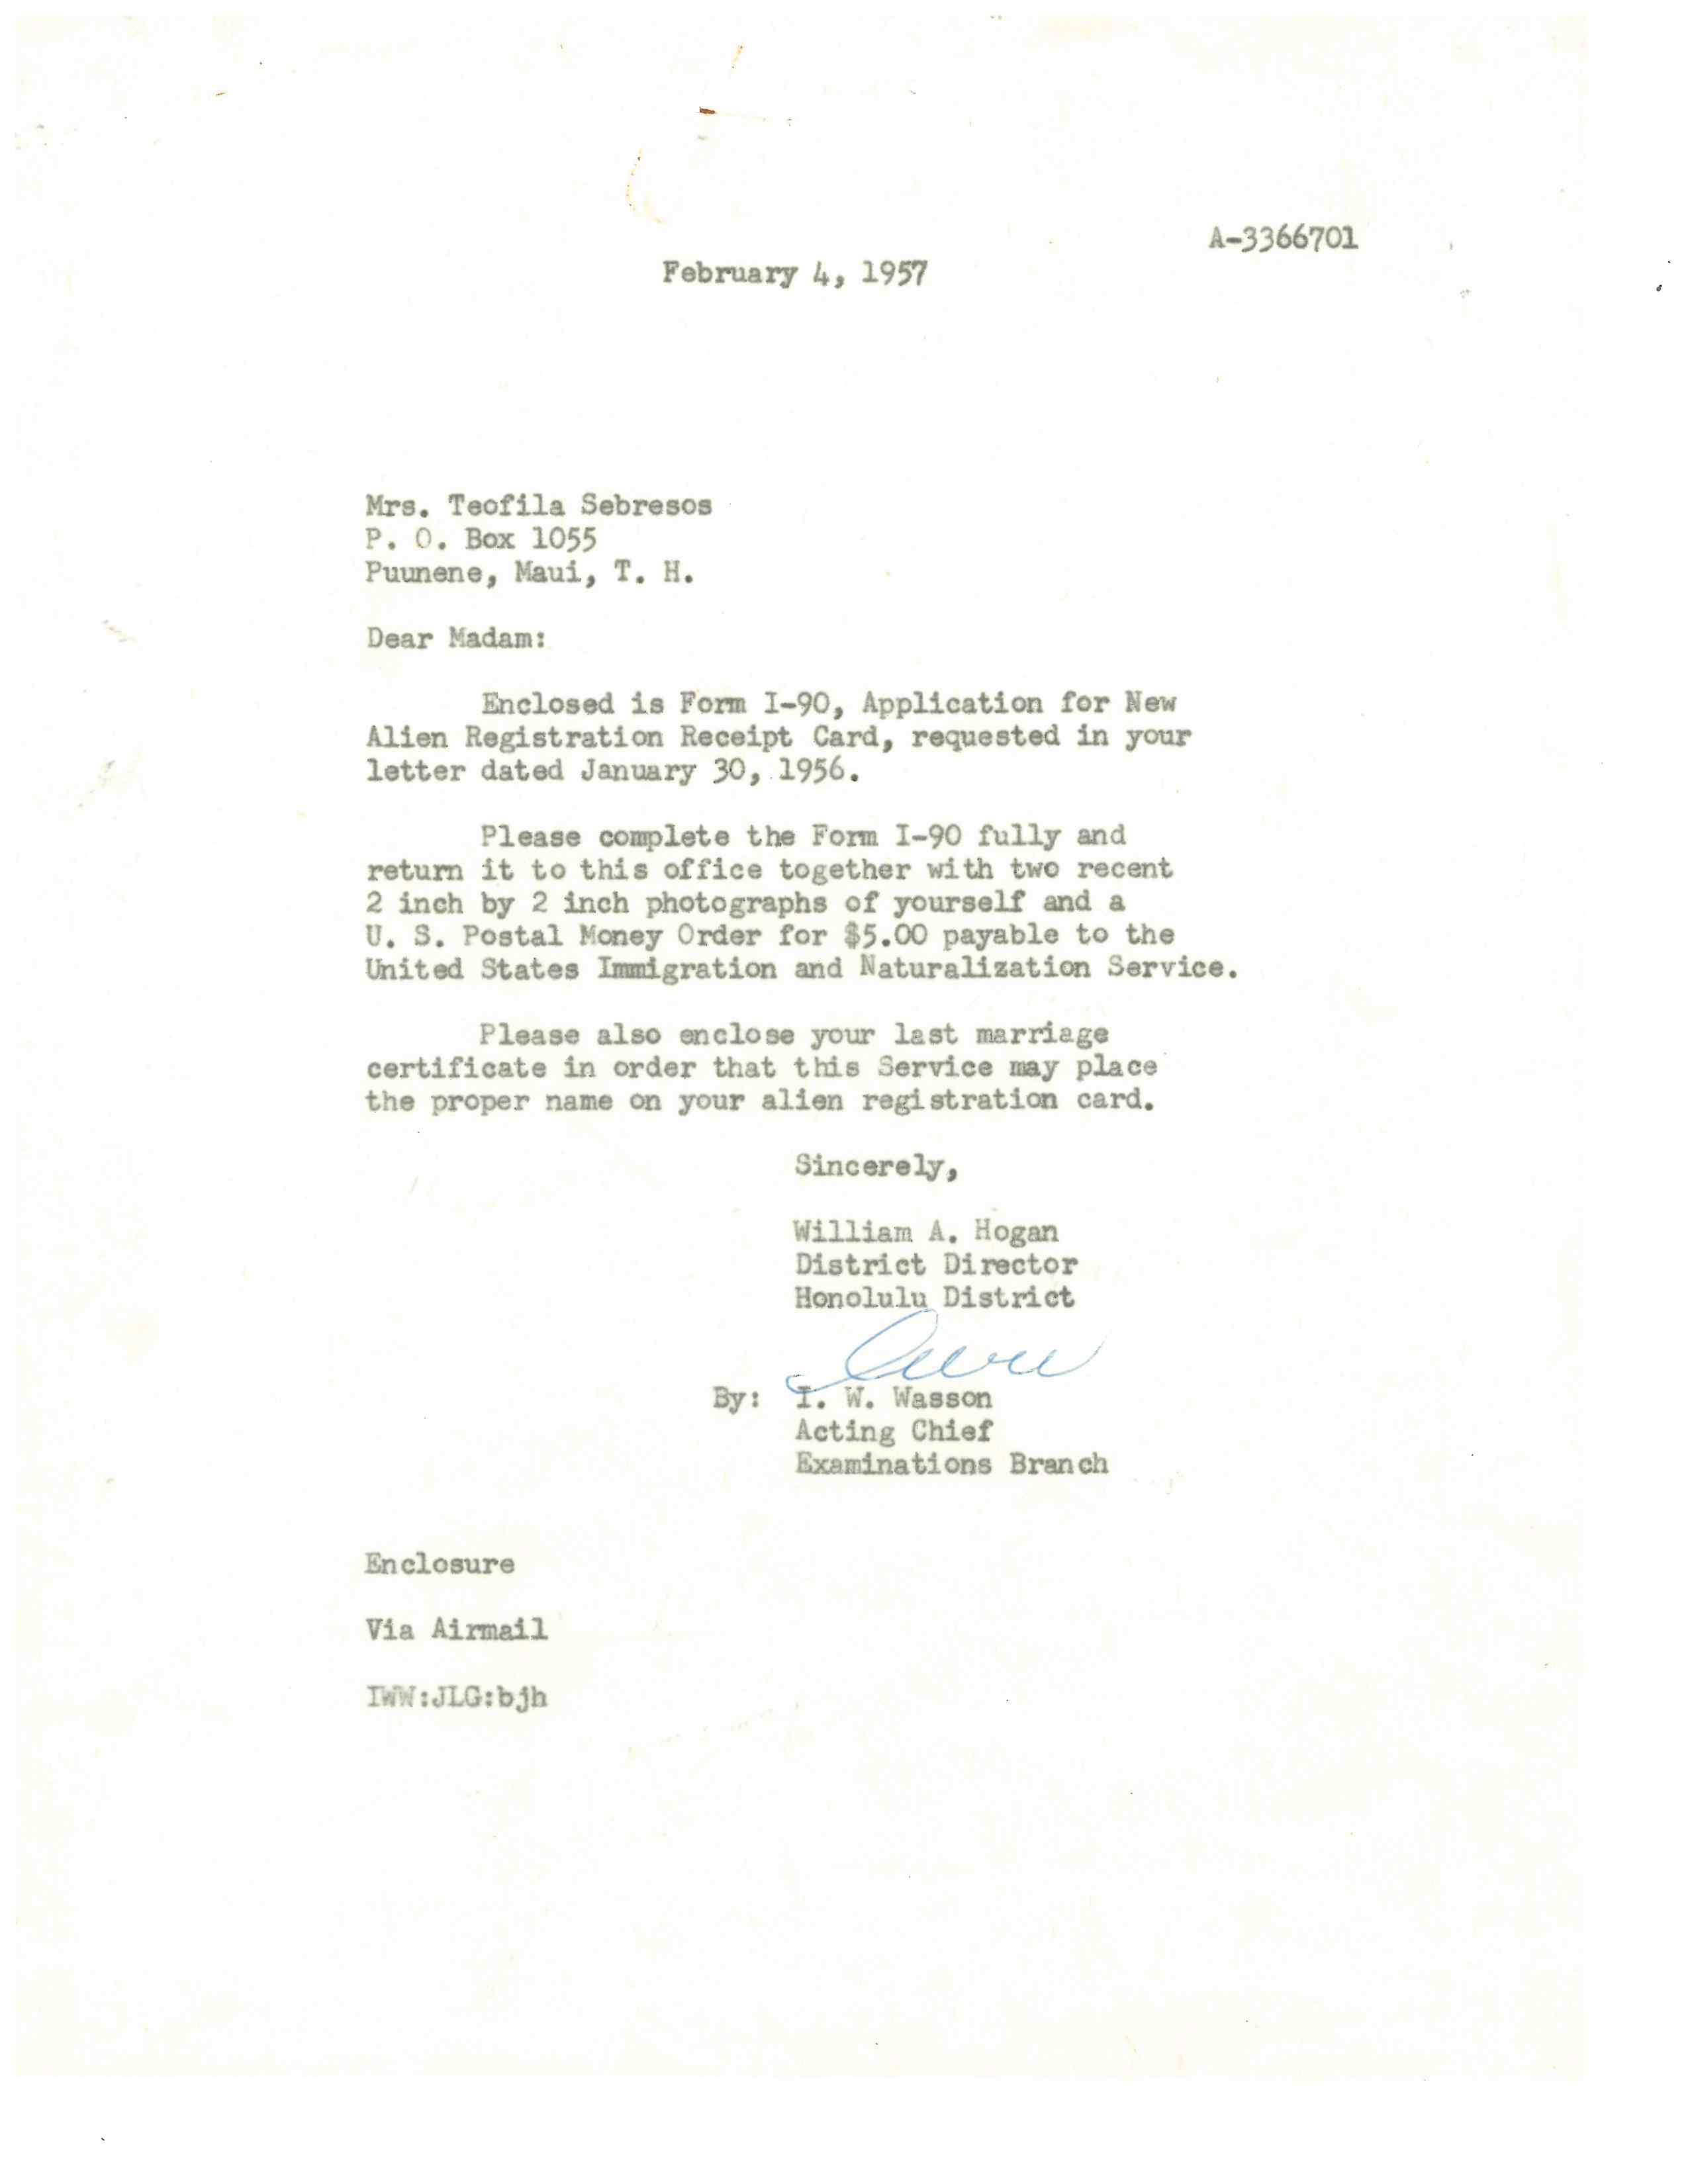 A-3366701
February 4, 1957
Mrs. Teofila Sebresos
P. O. Box 1055
Puunene, Maui, T. H.
Dear Madam:
Enclosed is Form I-90, Application for New
Alien Registration Receipt Card, requested in your
letter dated January 30, 1956.
Please complete the Form I-90 fully and
return it to this office together with two recent
2 inch by 2 inch photographs of yourself and a
U. S. Postal Money Order for $5.00 payable to the
United States Immigration and Naturalization Service.
Please also enclose your last marriage
certificate in order that this Service may place
the proper name on your alien registration card.
Sincerely,
William A. Hogan
District Director
Honolulu District
By: I. W. Wasson
Acting Chief
Examinations Branch
Enclosure
Via Airmail
IWW:JLG:bjh